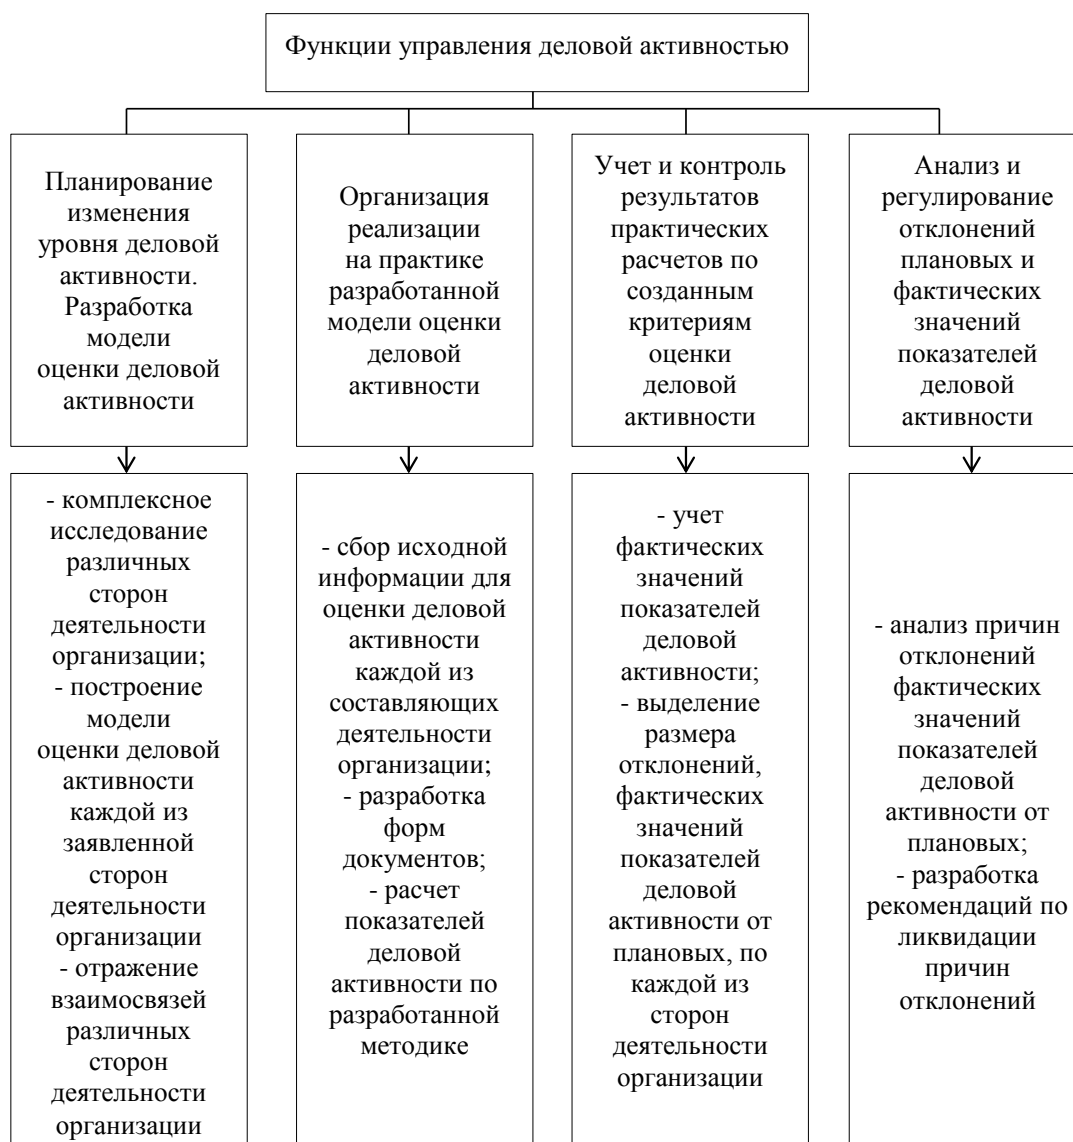 Функции управления деловой активностью
Планирование
изменения
уровня деловой
активности.
Разработка
модели
оценки деловой
активности
Организация
реализации
на практике
разработанной
модели оценки
деловой
активности
Учет и контроль
результатов
практических
расчетов по
созданным
критериям
оценки
деловой
активности
Анализ и
регулирование
отклонений
плановых и
фактических
значений
показателей
деловой
активности
- комплексное
исследование
различных
сторон
деятельности
организации;
- построение
модели
оценки деловой
активности
каждой из
заявленной
сторон
деятельности
организации
- отражение
взаимосвязей
различных
сторон
деятельности
организации
- сбор исходной
информации для
оценки деловой
активности
каждой из
составляющих
деятельности
организации;
- разработка
форм
документов;
- расчет
показателей
деловой
активности по
разработанной
методике
- учет
фактических
значений
показателей
деловой
активности;
- выделение
размера
отклонений,
фактических
значений
показателей
деловой
активности от
плановых, по
каждой из
сторон
деятельности
организации
- анализ причин
отклонений
фактических
значений
показателей
деловой
активности от
плановых;
- разработка
рекомендаций по
ликвидации
причин
отклонений